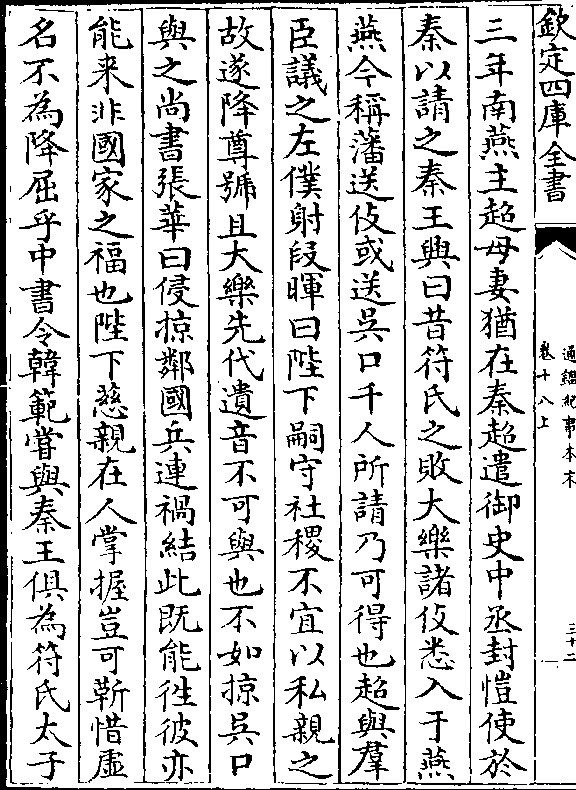 欽定四庫全書
通鑑紀事本末
卷十八上
三十二
三年南燕主超母妻猶在秦超遣御史中丞封愷使於
秦以請之秦王興曰昔符氏之敗大樂諸伎悉入于燕
燕今稱藩送伎或送吳口千人所請乃可得也超與羣
臣議之左僕射段暉曰陛下嗣守社稷不宜以私親之
故遂降尊號且大樂先代遺音不可與也不如掠吳口
與之尚書張華曰侵掠鄰國兵連禍結此既能徃彼亦
能来非國家之福也陛下慈親在人掌握豈可靳惜虛
名不為降屈乎中書令韓範嘗與秦王俱為符氏太子